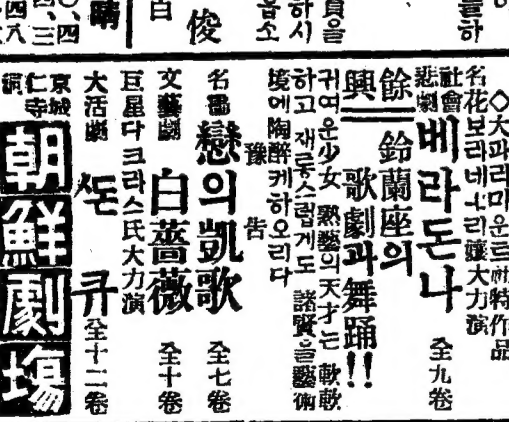 ◇大파라미운트社特作品
名花보라네그리孃大力演
社會
悲劇
베라돈나
全九卷
餘興
鈴蘭座의
歌劇과舞踊!!
귀여운少女 熟藝의天才는 軟軟
하고 재롱스럽게도 諸賢을藝術
境에陶醉케하오리다
豫告
名畵
戀의凱歌
全七卷
文藝劇
白薔薇
全十卷
巨星다크라스氏大力演
大活劇
쏜큐
全十二卷
京城
仁寺
洞
朝鮮劇場